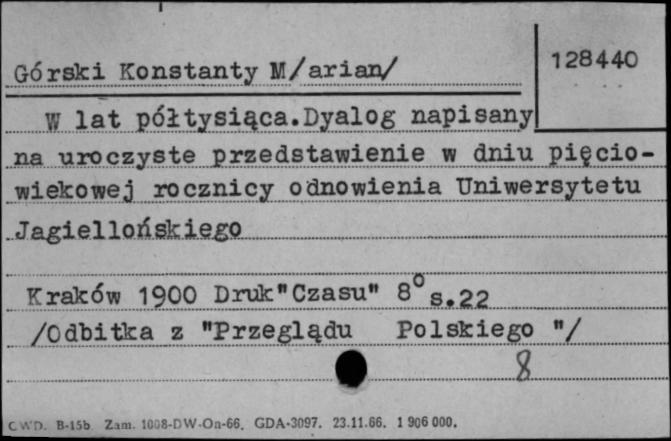 Górski Konstanty M/arian/
128440
W lat półtysiąca.Dyalog napisany
na uroczyste przedstawienie w dniu pięcio-
wiekowej rocznicy odnowienia Uniwersytetu
Jagiellońskiego
Kraków 1900 Druk"Czasu" 8° s.22
/Odbitka z "Przeglądu Polskiego "/
8
CWD. B-15b Zam. 1008-DW-On-66. GDA-3097. 23.11.66. 1 906 000.